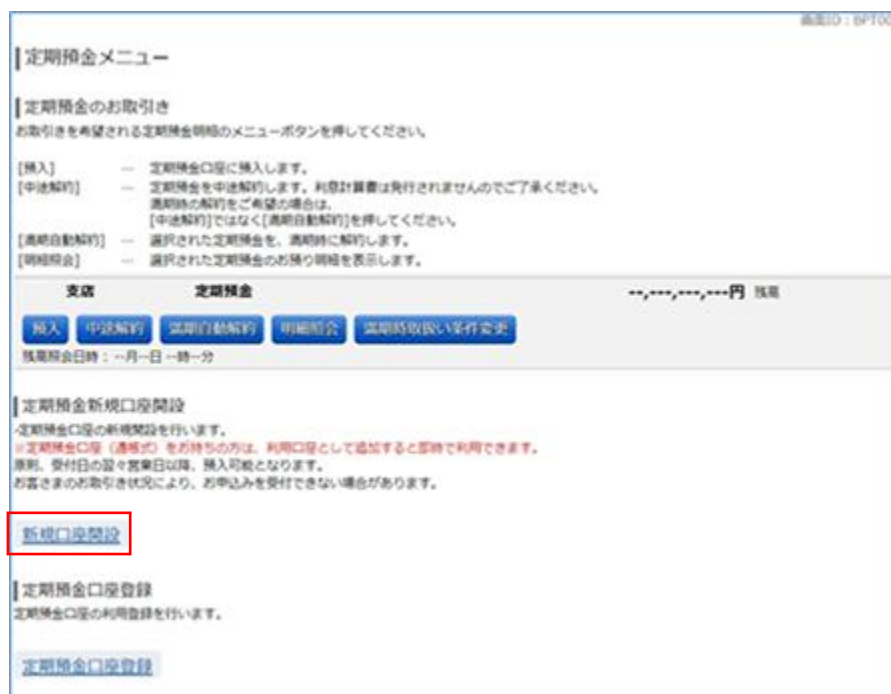 画面ID：BPT00
定期預金メニュー
定期預金のお取引き
お取引きを希望される定期預金明細のメニューボタンを押してください。
[預入] … 定期預金口座に預入します。
[中途解約] … 定期預金を中途解約します。利息計算書は発行されませんのでご了承ください。
満期時の解約をご希望の場合は、
[中途解約]ではなく[満期自動解約]を押してください。
[満期自動解約] … 選択された定期預金を、満期時に解約します。
[明細照会] … 選択された定期預金のお預り明細を表示します。
支店 定期預金 --,---,---,---円 残高
預入 中途解約 満期自動解約 明細照会 満期時取扱い条件変更
残高照会日時：--月--日 --時--分
定期預金新規口座開設
定期預金口座の新規開設を行います。
※定期預金口座（通帳式）をお持ちの方は、利用口座として追加すると即時で利用できます。
原則、受付日の翌々営業日以降、預入可能となります。
お客さまのお取引き状況により、お申込みを受付できない場合があります。
新規口座開設
定期預金口座登録
定期預金口座の利用登録を行います。
定期預金口座登録